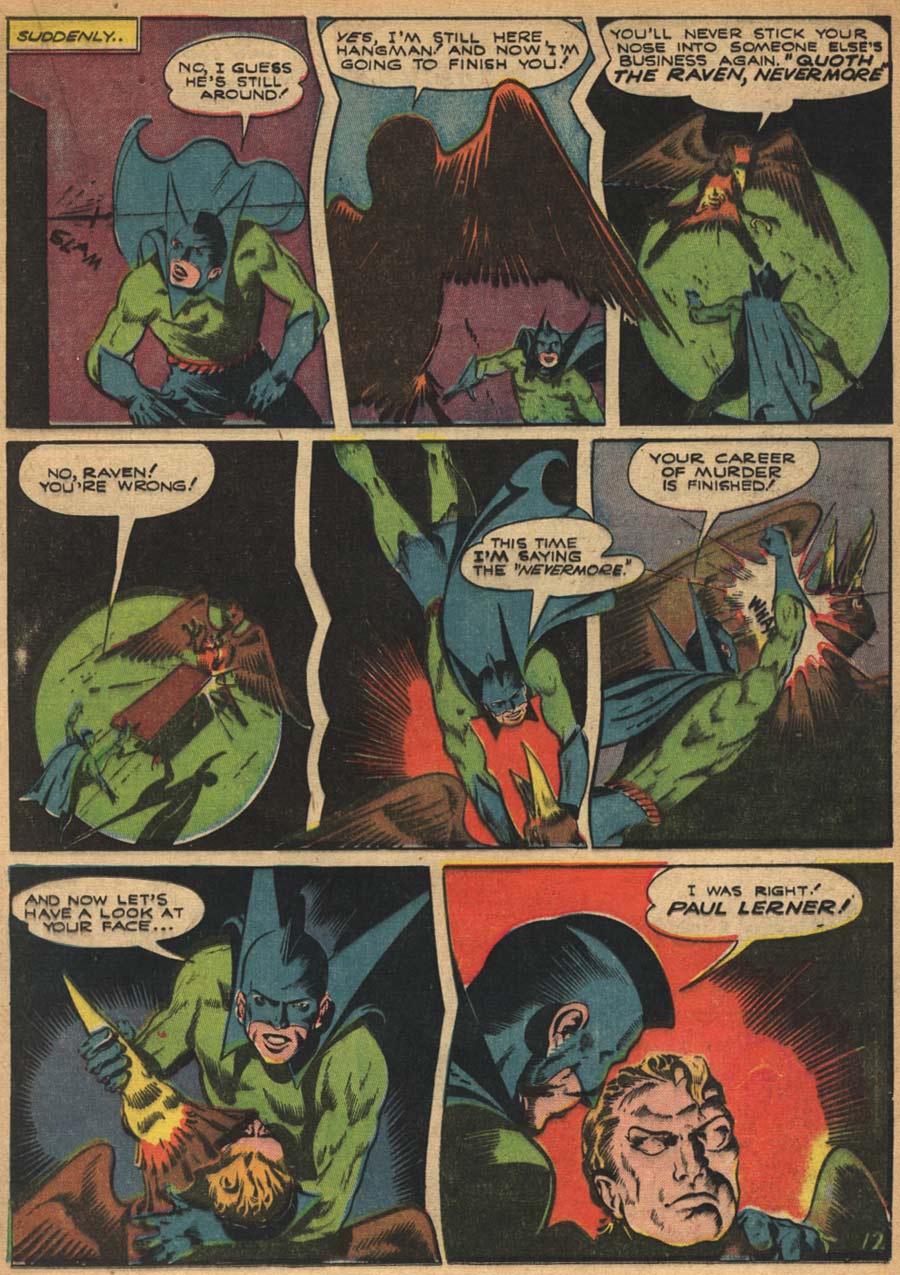 SUDDENLY..
NO, I GUESS
HE'S STILL
AROUND!
SLAM
YES, I'M STILL HERE,
HANGMAN! AND NOW I'M
GOING TO FINISH YOU!
YOU'LL NEVER STICK YOUR
NOSE INTO SOMEONE ELSE'S
BUSINESS AGAIN. "QUOTH
THE RAVEN, NEVERMORE"
NO, RAVEN!
YOU'RE WRONG!
THIS TIME
I'M SAYING
THE "NEVERMORE."
YOUR CAREER
OF MURDER
IS FINISHED!
WHAM
AND NOW LET'S
HAVE A LOOK AT
YOUR FACE...
I WAS RIGHT!
PAUL LERNER!
12